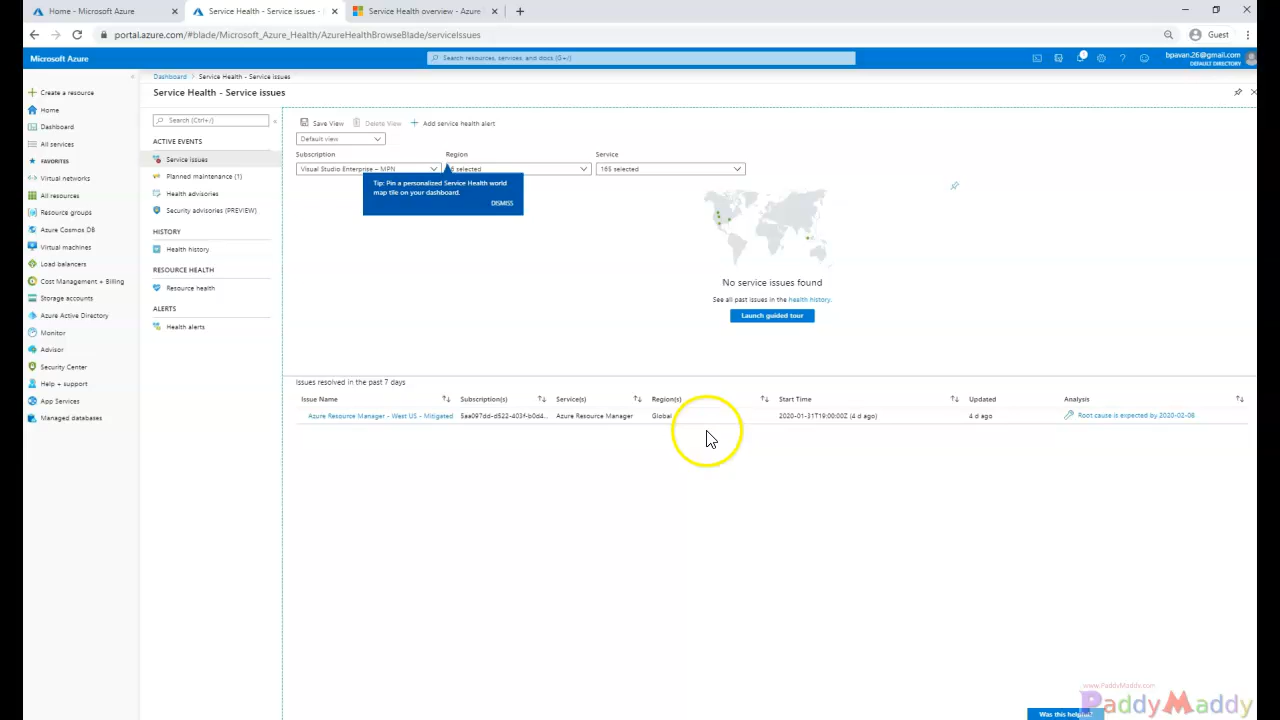 Home - Microsoft Azure
Service Health - Service issues -
Service Health overview - Azure
portal.azure.com/#blade/Microsoft_Azure_Health/AzureHealthBrowseBlade/serviceIssues
Guest
Microsoft Azure
Search resources, services, and docs (G+/)
1
bpavan.26@gmail.com
DEFAULT DIRECTORY
Dashboard > Service Health - Service issues
Service Health - Service issues
Create a resource
Home
Dashboard
All services
FAVORITES
Virtual networks
All resources
Resource groups
Azure Cosmos DB
Virtual machines
Load balancers
Cost Management + Billing
Storage accounts
Azure Active Directory
Monitor
Advisor
Security Center
Help + support
App Services
Managed databases
Search (Ctrl+/)
ACTIVE EVENTS
Service issues
Planned maintenance (1)
Health advisories
Security advisories (PREVIEW)
HISTORY
Health history
RESOURCE HEALTH
Resource health
ALERTS
Health alerts
Save View
Delete View
Add service health alert
Default view
Subscription
Region
Service
Visual Studio Enterprise – MPN
selected
165 selected
Tip: Pin a personalized Service Health world
map tile on your dashboard.
DISMISS
No service issues found
See all past issues in the health history.
Launch guided tour
Issues resolved in the past 7 days
Issue Name
Subscription(s)
Service(s)
Region(s)
Start Time
Updated
Analysis
Azure Resource Manager - West US - Mitigated
5ae097dd-d522-403f-b0d4...
Azure Resource Manager
Global
2020-01-31T19:00:00Z (4 d ago)
4 d ago
Root cause is expected by 2020-02-06
www.PaddyMaddy.com
PaddyMaddy
Was this helpful?